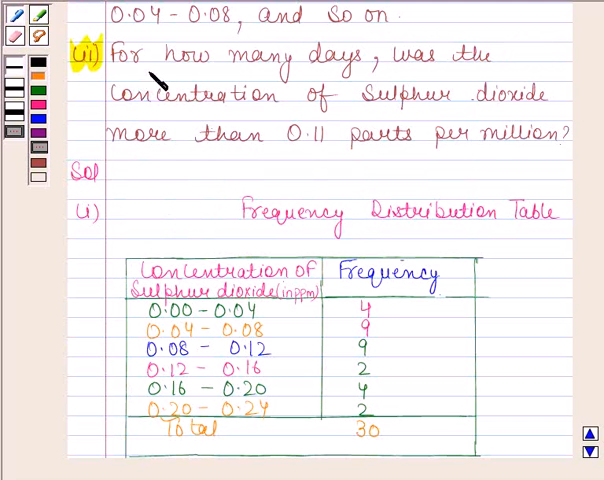 0.04 - 0.08, and so on.
(ii) For how many days, was the
concentration of Sulphur dioxide
more than 0.11 parts per million?
Sol
(i) Frequency Distribution Table
Concentration of Frequency
Sulphur dioxide (in ppm)
0.00 - 0.04 4
0.04 - 0.08 9
0.08 - 0.12 9
0.12 - 0.16 2
0.16 - 0.20 4
0.20 - 0.24 2
Total 30